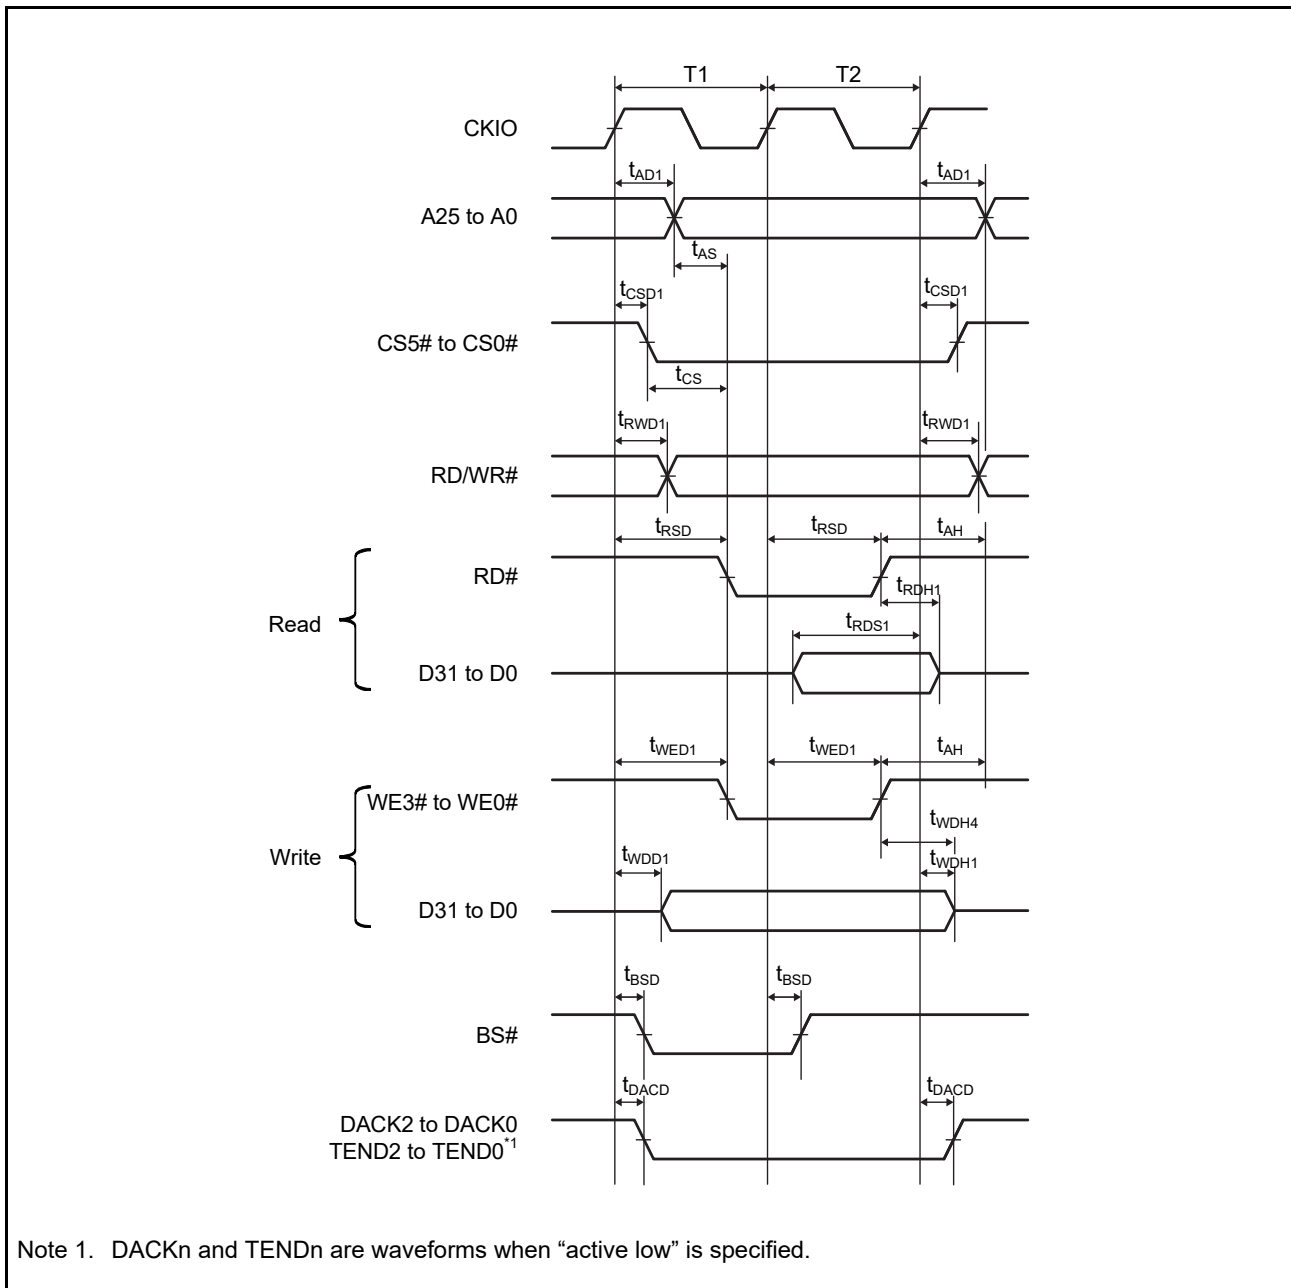 T1 T2
CKIO
tAD1 tAD1
A25 to A0
tAS
tCSD1 tCSD1
CS5# to CS0#
tCS
tRWD1 tRWD1
RD/WR#
tRSD tRSD tAH
RD#
tRDH1
Read
tRDS1
D31 to D0
tWED1 tWED1 tAH
WE3# to WE0#
tWDH4
Write
tWDD1 tWDH1
D31 to D0
tBSD tBSD
BS#
tDACD tDACD
DACK2 to DACK0
TEND2 to TEND0*1
Note 1. DACKn and TENDn are waveforms when “active low” is specified.